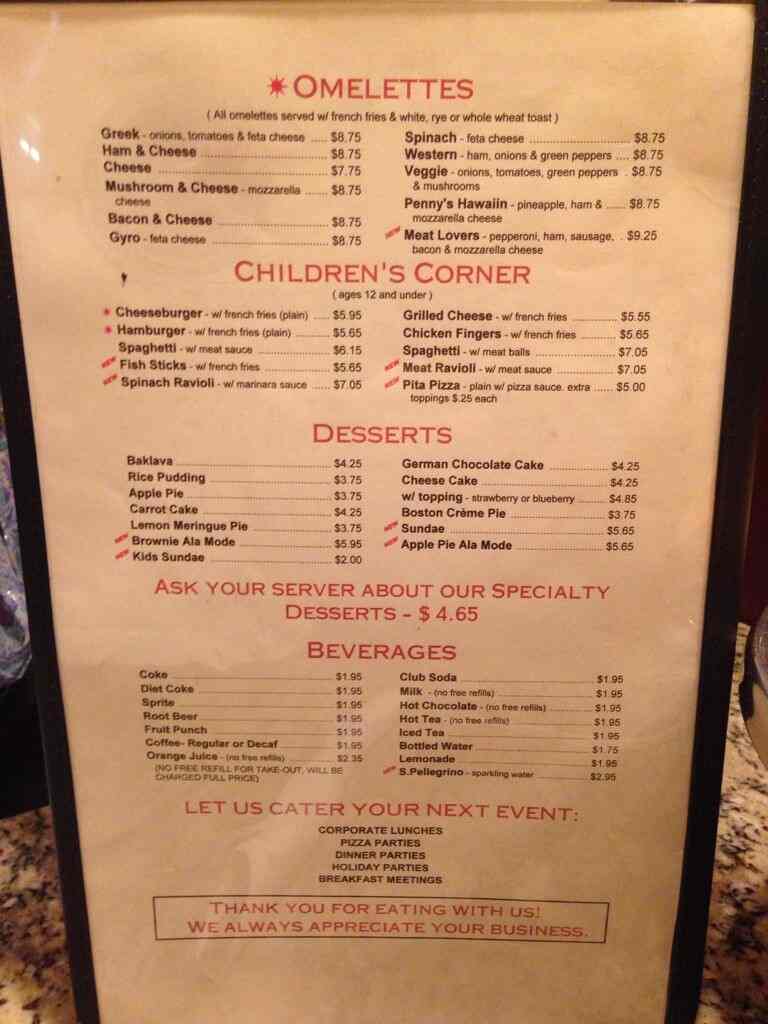 ✷OMELETTES
( All omelettes served w/ french fries & white, rye or whole wheat toast )
Greek - onions, tomatoes & feta cheese ..... $8.75
Ham & Cheese ..... $8.75
Cheese ..... $7.75
Mushroom & Cheese - mozzarella ..... $8.75
cheese
Bacon & Cheese ..... $8.75
Gyro - feta cheese ..... $8.75
Spinach - feta cheese ..... $8.75
Western - ham, onions & green peppers .... $8.75
Veggie - onions, tomatoes, green peppers . $8.75
& mushrooms
Penny's Hawaiin - pineapple, ham & ...... $8.75
mozzarella cheese
NEW Meat Lovers - pepperoni, ham, sausage, . $9.25
bacon & mozzarella cheese
CHILDREN'S CORNER
( ages 12 and under )
✷ Cheeseburger - w/ french fries (plain) ..... $5.95
✷ Hamburger - w/ french fries (plain) ..... $5.65
Spaghetti - w/ meat sauce ..... $6.15
NEW Fish Sticks - w/ french fries ..... $5.65
NEW Spinach Ravioli - w/ marinara sauce ..... $7.05
Grilled Cheese - w/ french fries ..... $5.55
Chicken Fingers - w/ french fries ..... $5.65
Spaghetti - w/ meat balls ..... $7.05
NEW Meat Ravioli - w/ meat sauce ..... $7.05
NEW Pita Pizza - plain w/ pizza sauce. extra ...... $5.00
toppings $.25 each
DESSERTS
Baklava ..... $4.25
Rice Pudding ..... $3.75
Apple Pie ..... $3.75
Carrot Cake ..... $4.25
Lemon Meringue Pie ..... $3.75
NEW Brownie Ala Mode ..... $5.95
NEW Kids Sundae ..... $2.00
German Chocolate Cake ..... $4.25
Cheese Cake ..... $4.25
w/ topping - strawberry or blueberry ..... $4.85
Boston Crème Pie ..... $3.75
NEW Sundae ..... $5.65
NEW Apple Pie Ala Mode ..... $5.65
ASK YOUR SERVER ABOUT OUR SPECIALTY
DESSERTS - $ 4.65
BEVERAGES
Coke ..... $1.95
Diet Coke ..... $1.95
Sprite ..... $1.95
Root Beer ..... $1.95
Fruit Punch ..... $1.95
Coffee- Regular or Decaf ..... $1.95
Orange Juice - (no free refills) ..... $2.35
(NO FREE REFILL FOR TAKE-OUT, WILL BE
CHARGED FULL PRICE)
Club Soda ..... $1.95
Milk - (no free refills) ..... $1.95
Hot Chocolate - (no free refills) ..... $1.95
Hot Tea - (no free refills) ..... $1.95
Iced Tea ..... $1.95
Bottled Water ..... $1.75
Lemonade ..... $1.95
NEW S.Pellegrino - sparkling water ..... $2.95
LET US CATER YOUR NEXT EVENT:
CORPORATE LUNCHES
PIZZA PARTIES
DINNER PARTIES
HOLIDAY PARTIES
BREAKFAST MEETINGS
THANK YOU FOR EATING WITH US!
WE ALWAYS APPRECIATE YOUR BUSINESS.